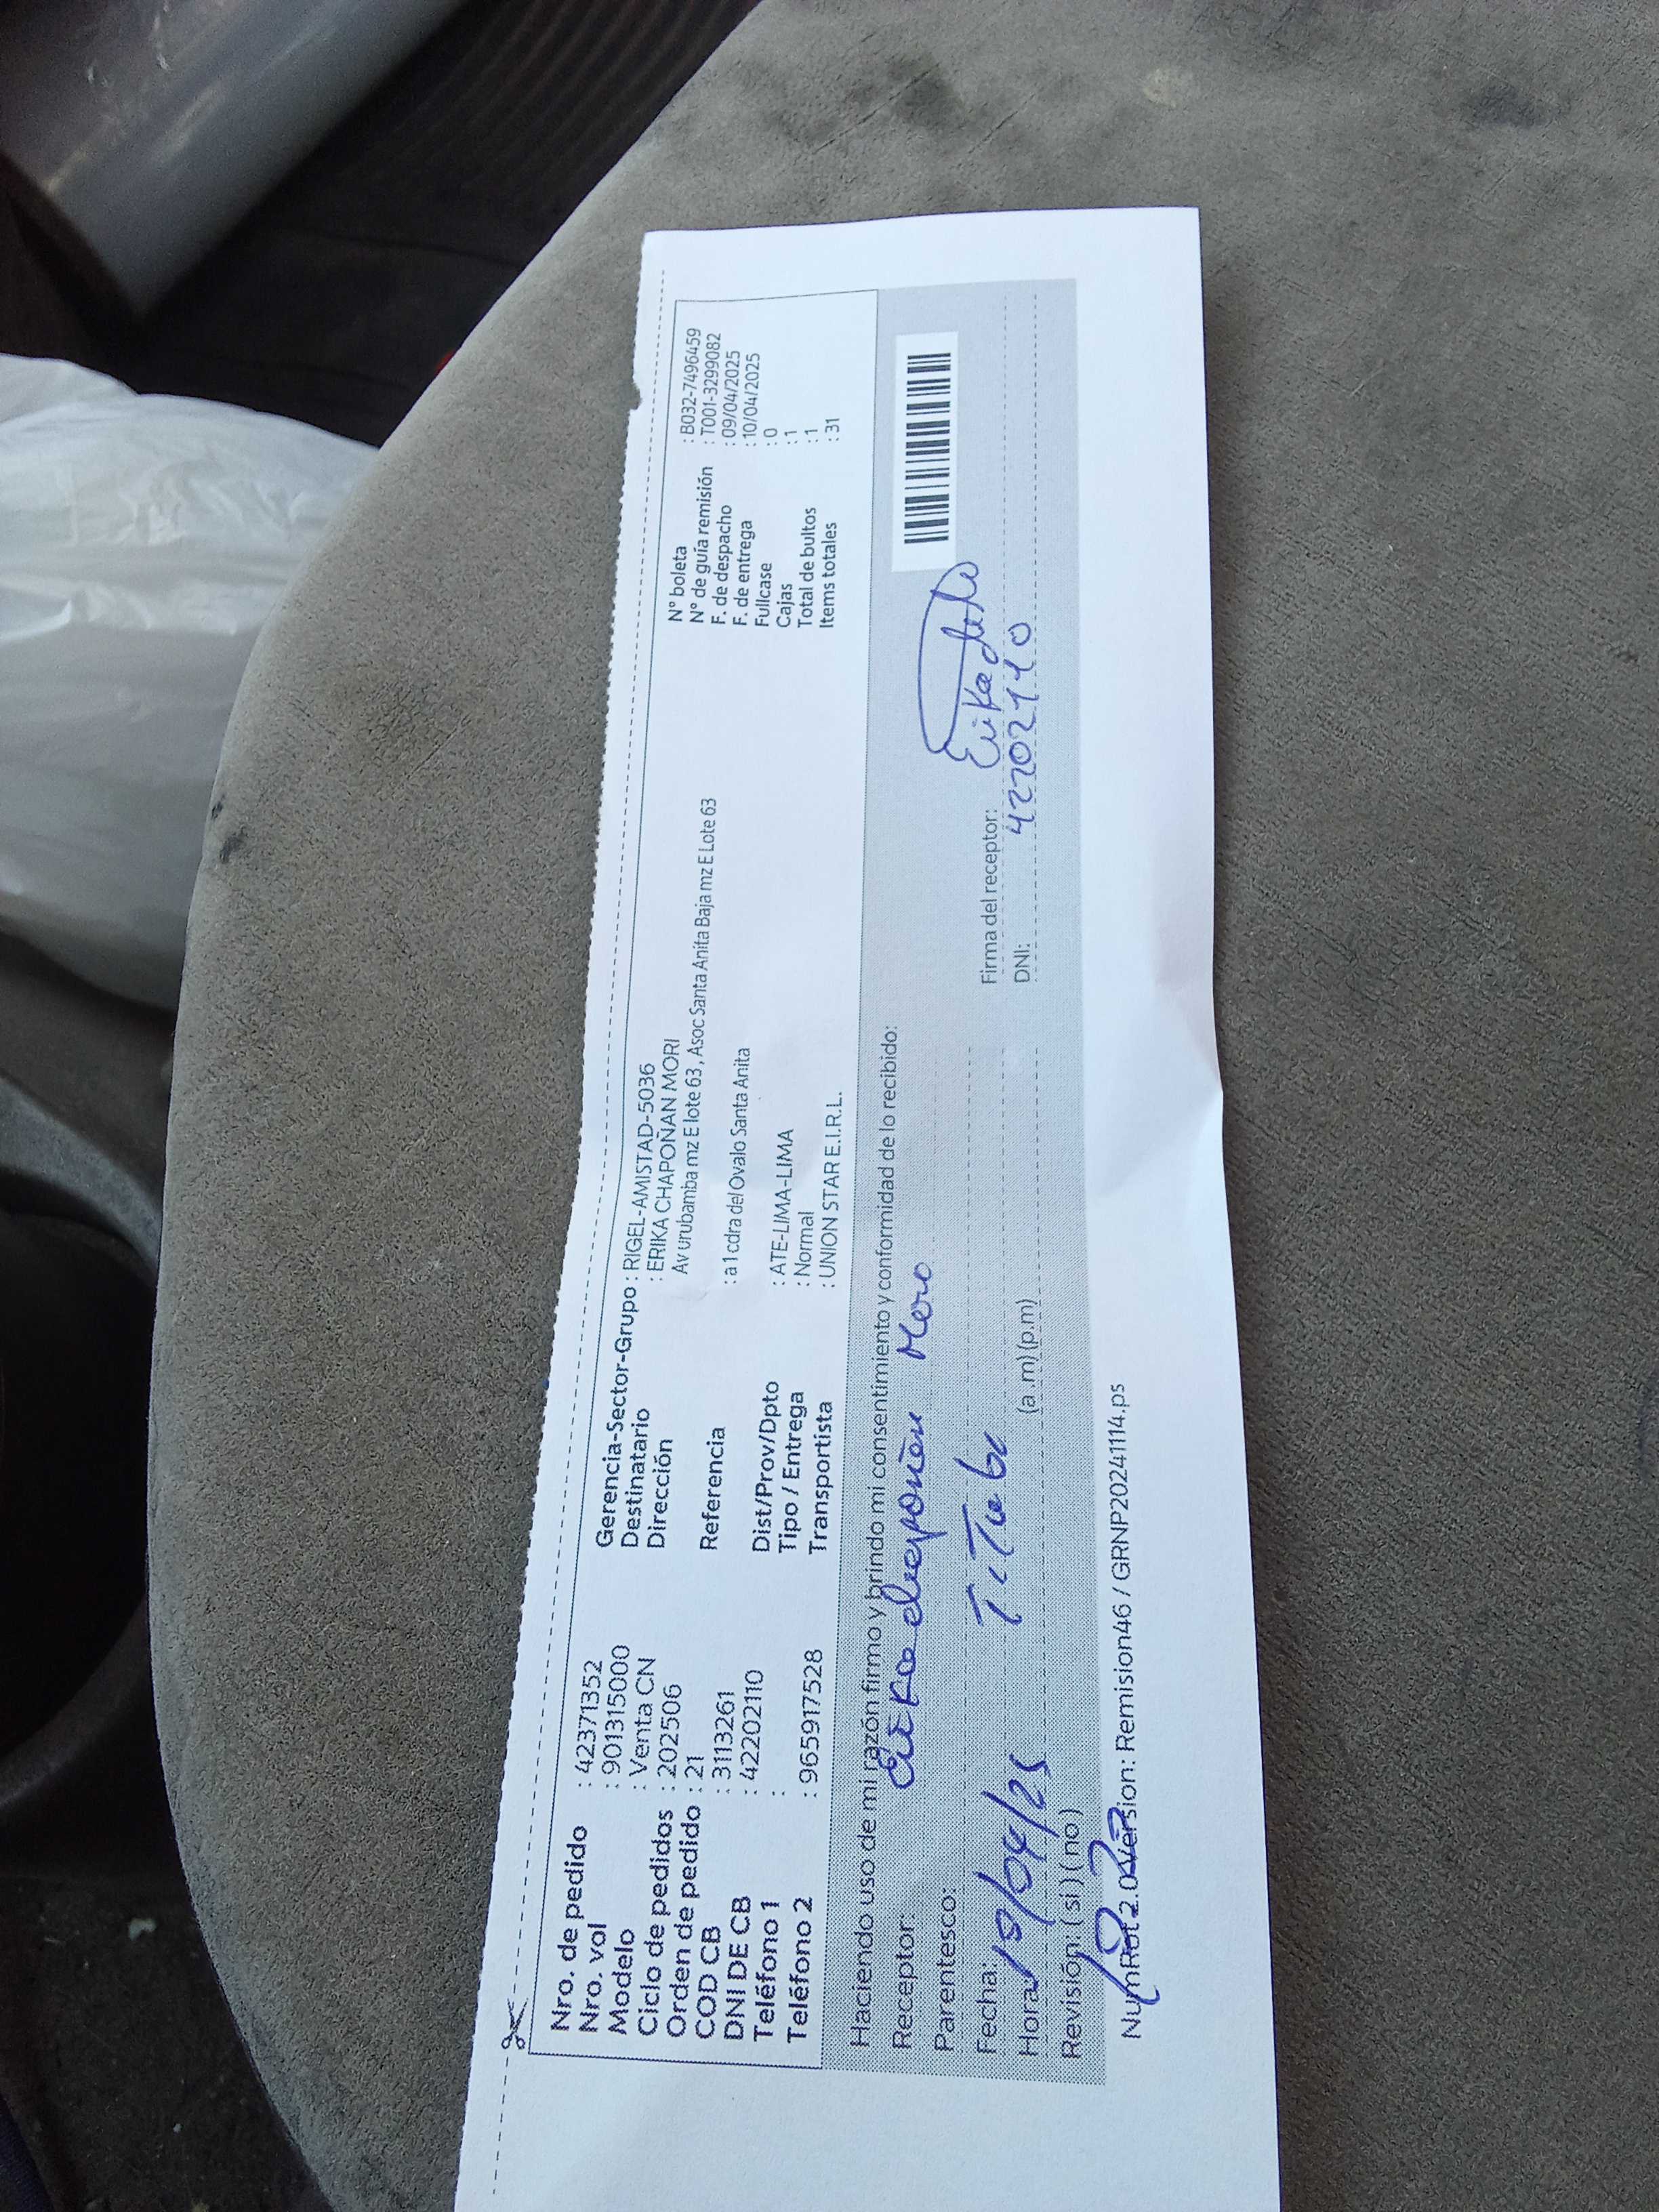 Nro. de pedido : 42371352
Nro. vol : 901315000
Modelo : Venta CN
Ciclo de pedidos : 202506
Orden de pedido : 21
COD CB : 3113261
DNI DE CB : 42202110
Teléfono 1 :
Teléfono 2 : 965917528
Gerencia-Sector-Grupo : RIGEL-AMISTAD-5036
Destinatario : ERIKA CHAPOÑAN MORI
Dirección Av urubamba mz E lote 63, Asoc Santa Anita Baja mz E Lote 63
Referencia : a 1 cdra del Ovalo Santa Anita
Dist/Prov/Dpto : ATE-LIMA-LIMA
Tipo / Entrega : Normal
Transportista : UNION STAR E.I.R.L.
N° boleta : B032-7496459
N° de guía remisión : T001-3299082
F. de despacho : 09/04/2025
F. de entrega : 10/04/2025
Fullcase : 0
Cajas : 1
Total de bultos : 1
Items totales : 31
Haciendo uso de mi razón firmo y brindo mi consentimiento y conformidad de lo recibido:
Receptor: Erika chapoñan
Parentesco:
Fecha: 10/04/25
Hora: (a.m) (p.m)
Revisión: ( si ) ( no )
Firma del receptor: Erika
DNI: 42202110
NumRot 2.0 Version: Remision46 / GRNP20241114.ps